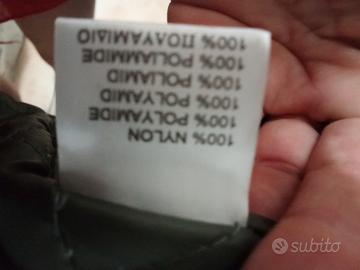 100% NYLON
100% POLYAMIDE
100% POLYAMID
100% POLIAMID
100% POLIAMMIDE
100% ΠΟΛΥΑΜΙΔΙΟ
subito